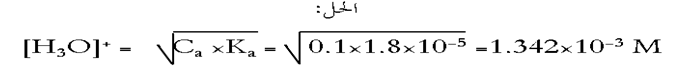 الحل:
[H₃O]⁺ = √(Cₐ ×Kₐ) = √(0.1×1.8×10⁻⁵) =1.342×10⁻³ M